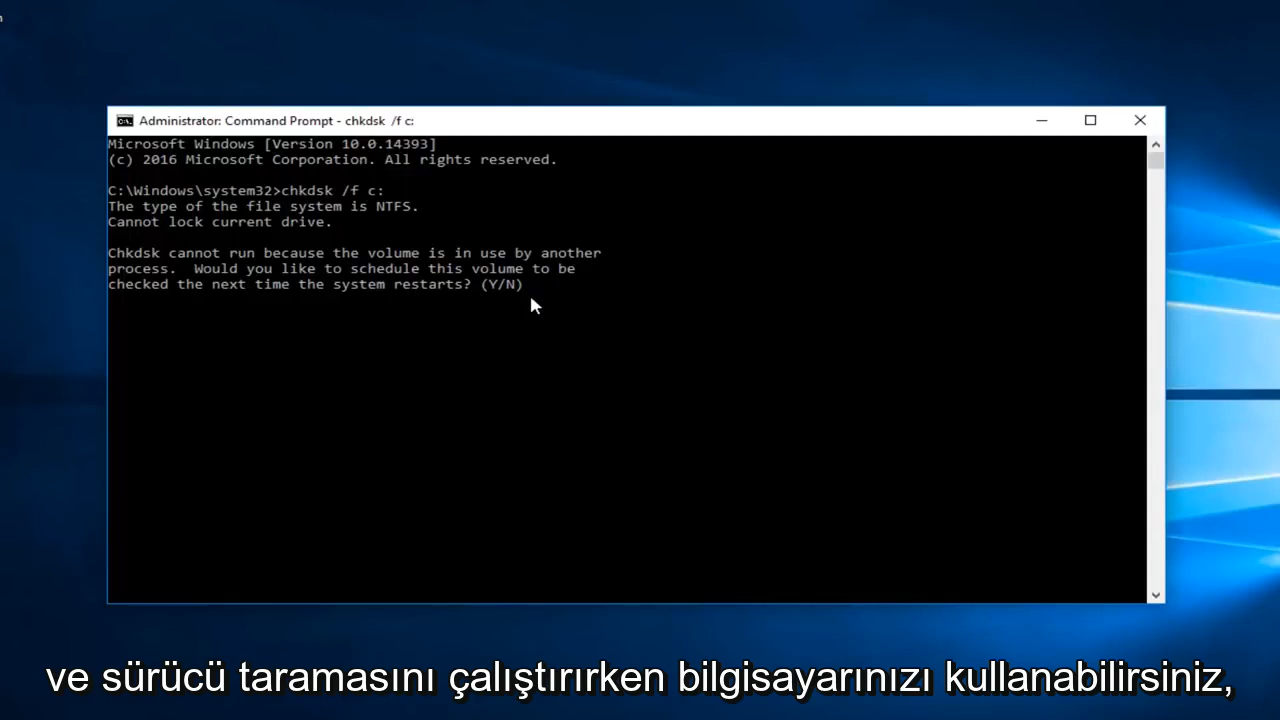 Administrator: Command Prompt - chkdsk /f c:
Microsoft Windows [Version 10.0.14393]
(c) 2016 Microsoft Corporation. All rights reserved.
C:\Windows\system32>chkdsk /f c:
The type of the file system is NTFS.
Cannot lock current drive.
Chkdsk cannot run because the volume is in use by another
process.  Would you like to schedule this volume to be
checked the next time the system restarts? (Y/N)
ve sürücü taramasını çalıştırırken bilgisayarınızı kullanabilirsiniz,